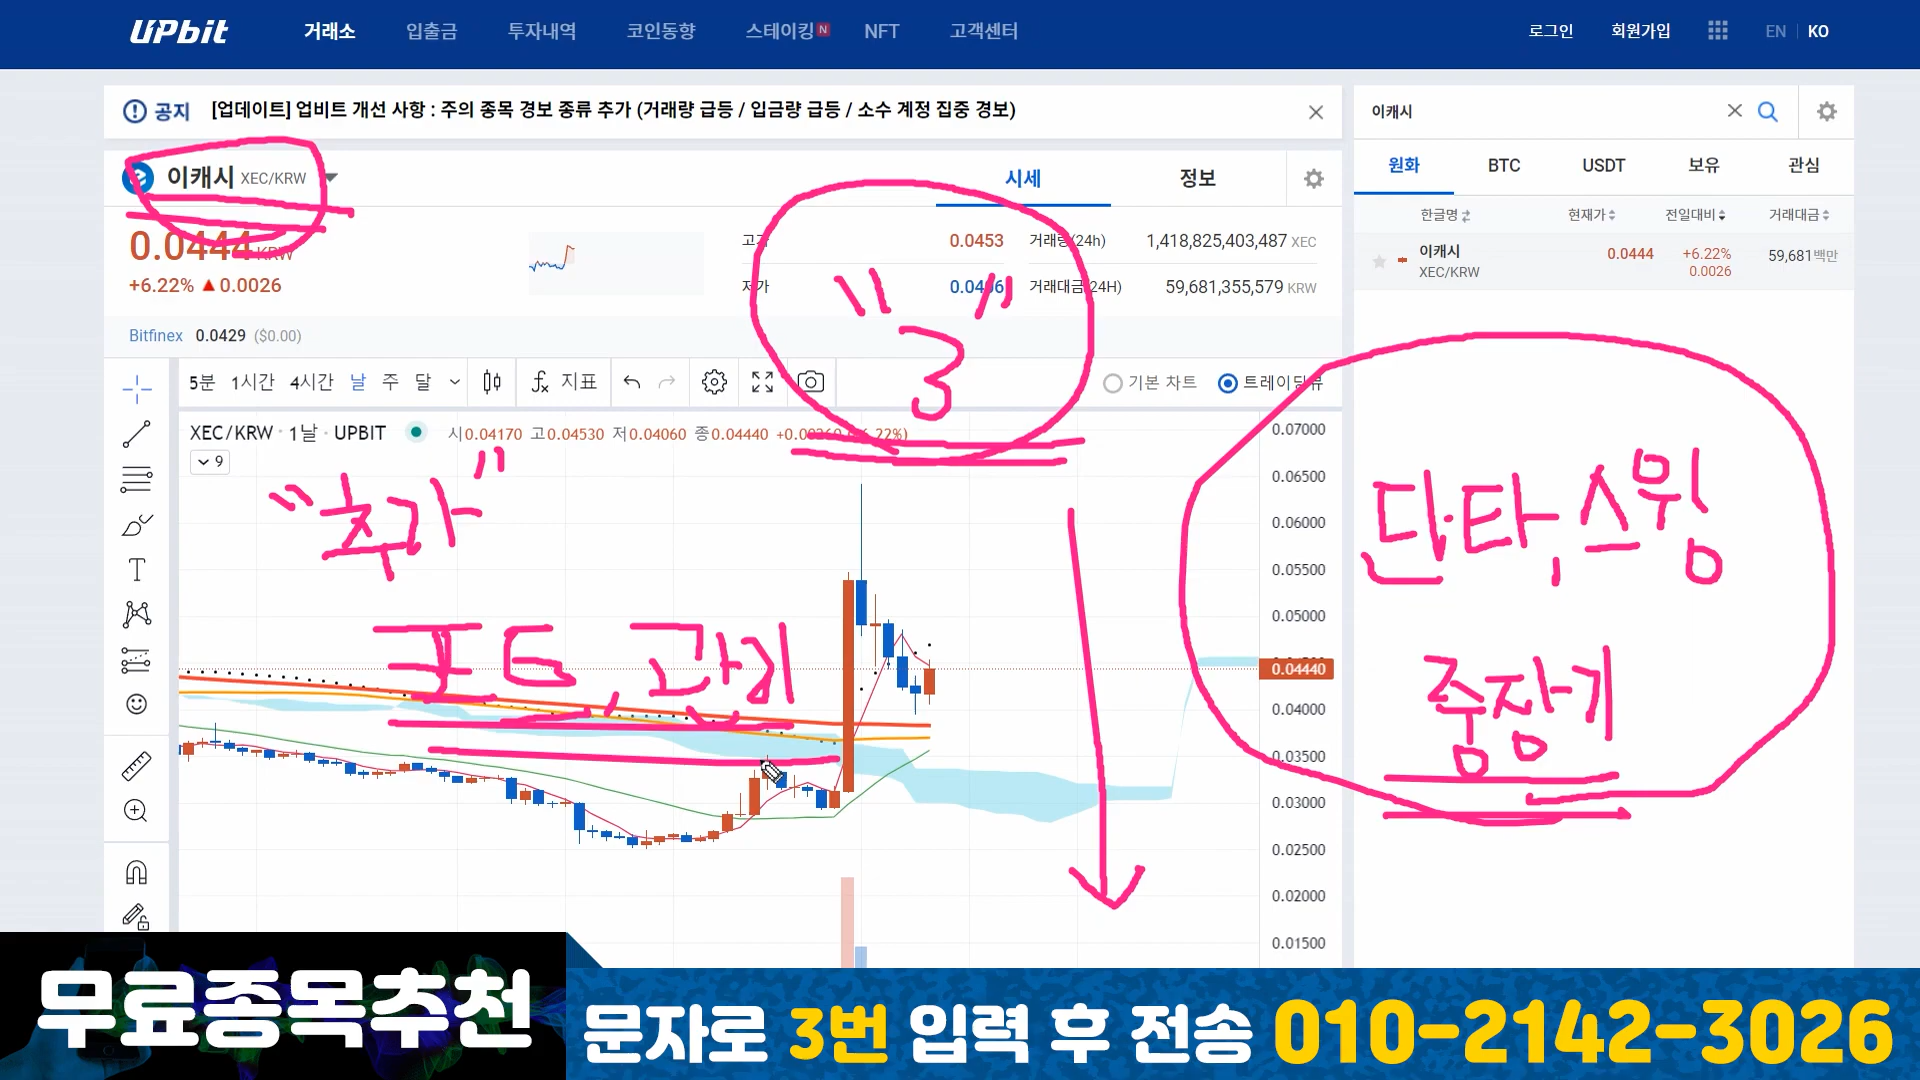 UPbit 거래소 입출금 투자내역 코인동향 스테이킹 N NFT 고객센터 로그인 회원가입 EN KO
공지 [업데이트] 업비트 개선 사항 : 주의 종목 경보 종류 추가 (거래량 급등 / 입금량 급등 / 소수 계정 집중 경보)
이캐시
이캐시 XEC/KRW 시세 정보
원화 BTC USDT 보유 관심
한글명 현재가 전일대비 거래대금
0.0444 KRW
+6.22% ▲ 0.0026
고가 0.0453 거래량(24h) 1,418,825,403,487 XEC
저가 거래대금(24H) 59,681,355,579 KRW
이캐시 0.0444 +6.22% 59,681백만
XEC/KRW 0.0026
Bitfinex 0.0429 ($0.00)
"3"
5분 1시간 4시간 날 주 달 지표 기본 차트 트레이딩뷰
XEC/KRW · 1날 · UPBIT 시0.04170 고0.04530 저0.04060 종0.04440
9
"추가"
단타, 스윙
중장기
0.07000
0.06500
0.06000
0.05500
0.05000
0.04440
0.04000
0.03500
0.03000
0.02500
0.02000
0.01500
무료종목추천
문자로 3번 입력 후 전송 010-2142-3026